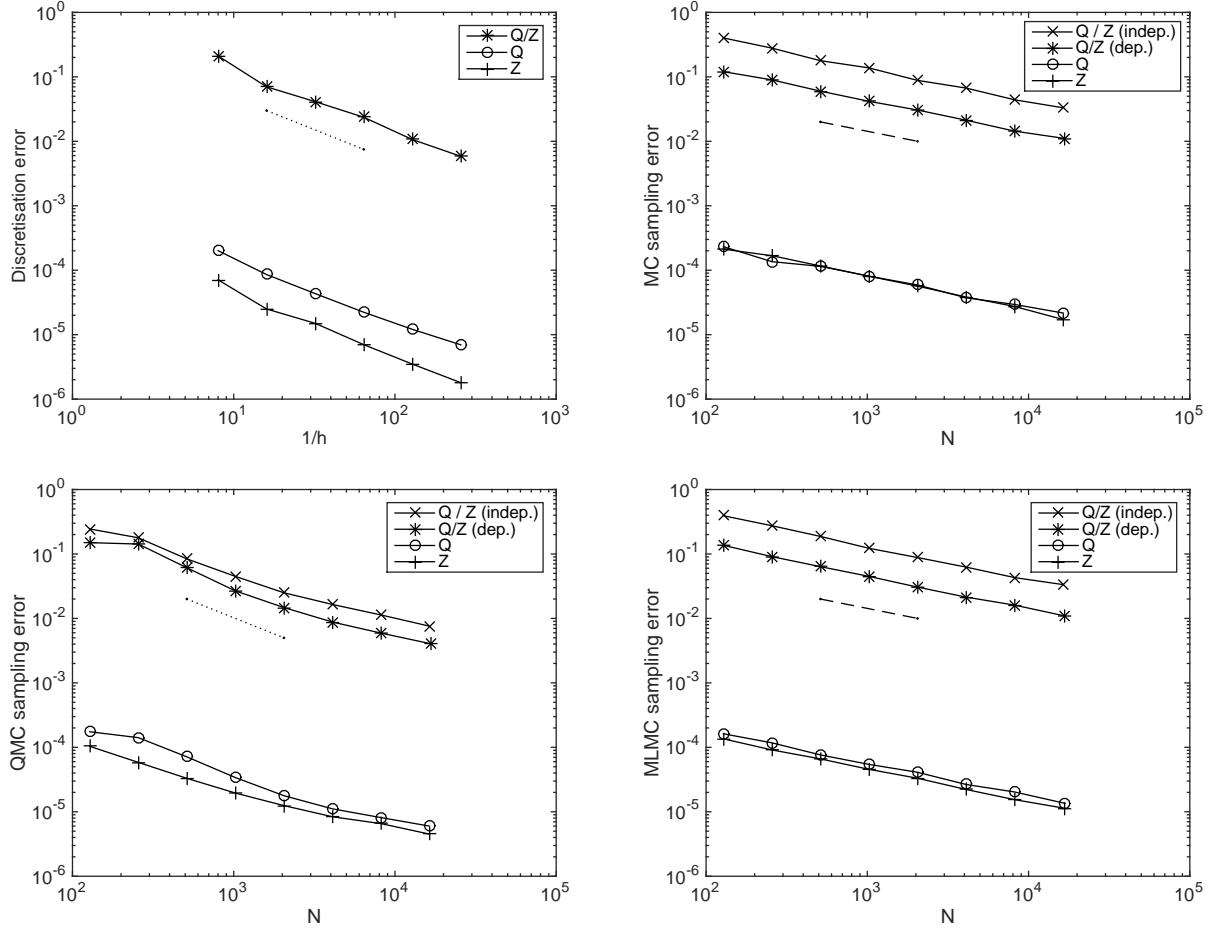 Discretisation error
10^0
10^-1
10^-2
10^-3
10^-4
10^-5
10^-6
10^0
10^1
10^2
10^3
1/h
Q/Z
Q
Z
MC sampling error
10^0
10^-1
10^-2
10^-3
10^-4
10^-5
10^-6
10^2
10^3
10^4
10^5
N
Q / Z (indep.)
Q/Z (dep.)
Q
Z
QMC sampling error
10^0
10^-1
10^-2
10^-3
10^-4
10^-5
10^-6
10^2
10^3
10^4
10^5
N
Q / Z (indep.)
Q/Z (dep.)
Q
Z
MLMC sampling error
10^0
10^-1
10^-2
10^-3
10^-4
10^-5
10^-6
10^2
10^3
10^4
10^5
N
Q / Z (indep.)
Q/Z (dep.)
Q
Z